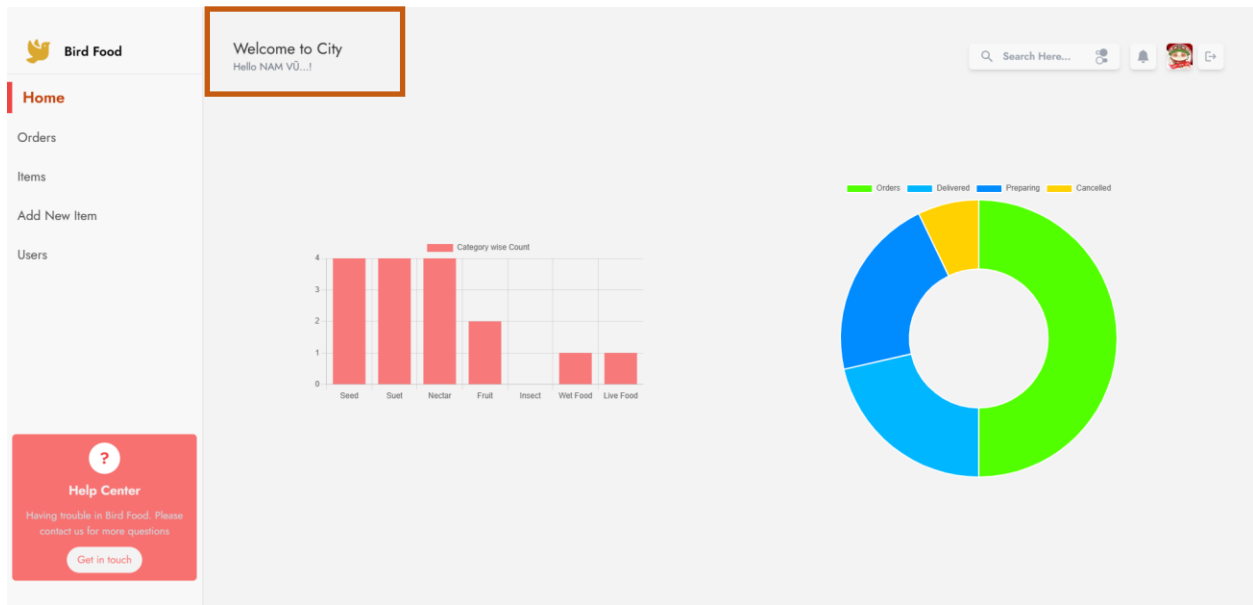 Bird Food
Home
Orders
Items
Add New Item
Users
?
Help Center
Having trouble in Bird Food. Please
contact us for more questions
Get in touch
Welcome to City
Hello NAM VŨ...!
Search Here...
Category wise Count
4
3
2
1
0
Seed Suet Nectar Fruit Insect Wet Food Live Food
Orders Delivered Preparing Cancelled